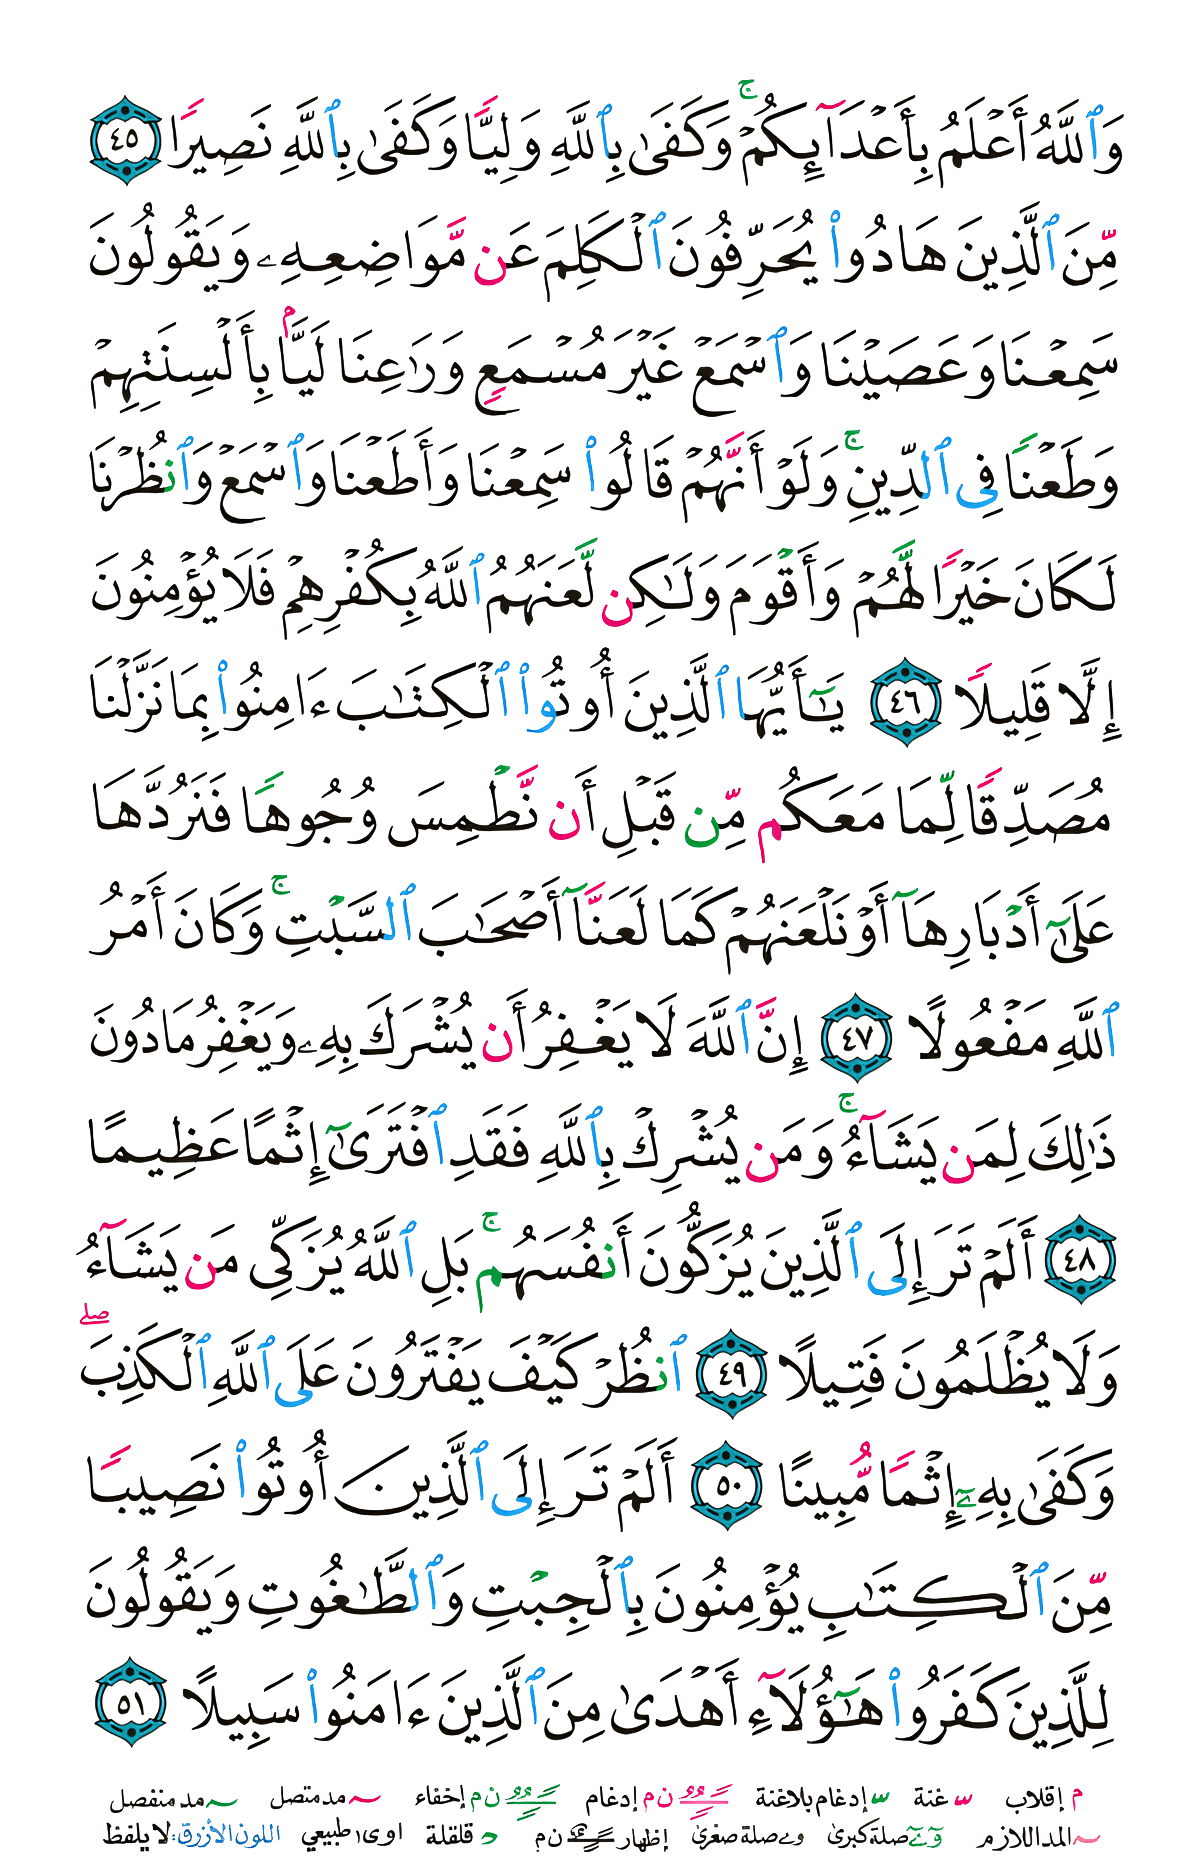 وَٱللَّهُ أَعۡلَمُ بِأَعۡدَآئِكُمۡۚ وَكَفَىٰ بِٱللَّهِ وَلِيّٗا وَكَفَىٰ بِٱللَّهِ نَصِيرٗا ٤٥
مِّنَ ٱلَّذِينَ هَادُواْ يُحَرِّفُونَ ٱلۡكَلِمَ عَن مَّوَاضِعِهِۦ وَيَقُولُونَ
سَمِعۡنَا وَعَصَيۡنَا وَٱسۡمَعۡ غَيۡرَ مُسۡمَعٖ وَرَٰعِنَا لَيَّۢا بِأَلۡسِنَتِهِمۡ
وَطَعۡنٗا فِي ٱلدِّينِۚ وَلَوۡ أَنَّهُمۡ قَالُواْ سَمِعۡنَا وَأَطَعۡنَا وَٱسۡمَعۡ وَٱنظُرۡنَا
لَكَانَ خَيۡرٗا لَّهُمۡ وَأَقۡوَمَ وَلَٰكِن لَّعَنَهُمُ ٱللَّهُ بِكُفۡرِهِمۡ فَلَا يُؤۡمِنُونَ
إِلَّا قَلِيلٗا ٤٦ يَٰٓأَيُّهَا ٱلَّذِينَ أُوتُواْ ٱلۡكِتَٰبَ ءَامِنُواْ بِمَا نَزَّلۡنَا
مُصَدِّقٗا لِّمَا مَعَكُم مِّن قَبۡلِ أَن نَّطۡمِسَ وُجُوهٗا فَنَرُدَّهَا
عَلَىٰٓ أَدۡبَارِهَآ أَوۡ نَلۡعَنَهُمۡ كَمَا لَعَنَّآ أَصۡحَٰبَ ٱلسَّبۡتِۚ وَكَانَ أَمۡرُ
ٱللَّهِ مَفۡعُولًا ٤٧ إِنَّ ٱللَّهَ لَا يَغۡفِرُ أَن يُشۡرَكَ بِهِۦ وَيَغۡفِرُ مَا دُونَ
ذَٰلِكَ لِمَن يَشَآءُۚ وَمَن يُشۡرِكۡ بِٱللَّهِ فَقَدِ ٱفۡتَرَىٰٓ إِثۡمًا عَظِيمًا
٤٨ أَلَمۡ تَرَ إِلَى ٱلَّذِينَ يُزَكُّونَ أَنفُسَهُمۚ بَلِ ٱللَّهُ يُزَكِّي مَن يَشَآءُ
وَلَا يُظۡلَمُونَ فَتِيلًا ٤٩ ٱنظُرۡ كَيۡفَ يَفۡتَرُونَ عَلَى ٱللَّهِ ٱلۡكَذِبَۖ
وَكَفَىٰ بِهِۦٓ إِثۡمٗا مُّبِينًا ٥٠ أَلَمۡ تَرَ إِلَى ٱلَّذِينَ أُوتُواْ نَصِيبٗا
مِّنَ ٱلۡكِتَٰبِ يُؤۡمِنُونَ بِٱلۡجِبۡتِ وَٱلطَّٰغُوتِ وَيَقُولُونَ
لِلَّذِينَ كَفَرُواْ هَٰٓؤُلَآءِ أَهۡدَىٰ مِنَ ٱلَّذِينَ ءَامَنُواْ سَبِيلًا ٥١
م إقلاب غنة إدغام بلاغنة ن م إدغام ن م إخفاء مد متصل مد منفصل
المد اللازم صلة كبرى و ے صلة صغرى إظهار ن م قلقلة ا و ى طبيعي اللون الأزرق: لا يلفظ